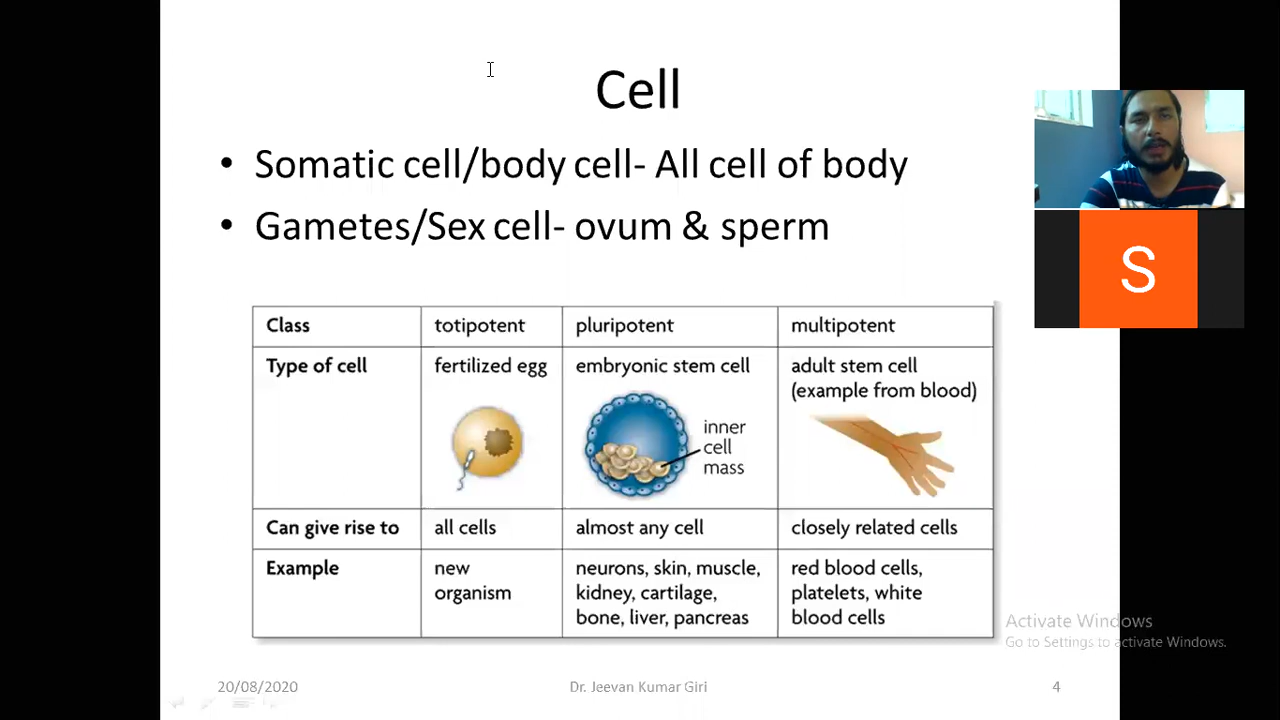 Cell
• Somatic cell/body cell- All cell of body
• Gametes/Sex cell- ovum & sperm
S
Class totipotent pluripotent multipotent
Type of cell fertilized egg embryonic stem cell adult stem cell
(example from blood)
inner
cell
mass
Can give rise to all cells almost any cell closely related cells
Example new neurons, skin, muscle, red blood cells,
organism kidney, cartilage, platelets, white
bone, liver, pancreas blood cells
Activate Windows
Go to Settings to activate Windows.
20/08/2020 Dr. Jeevan Kumar Giri 4